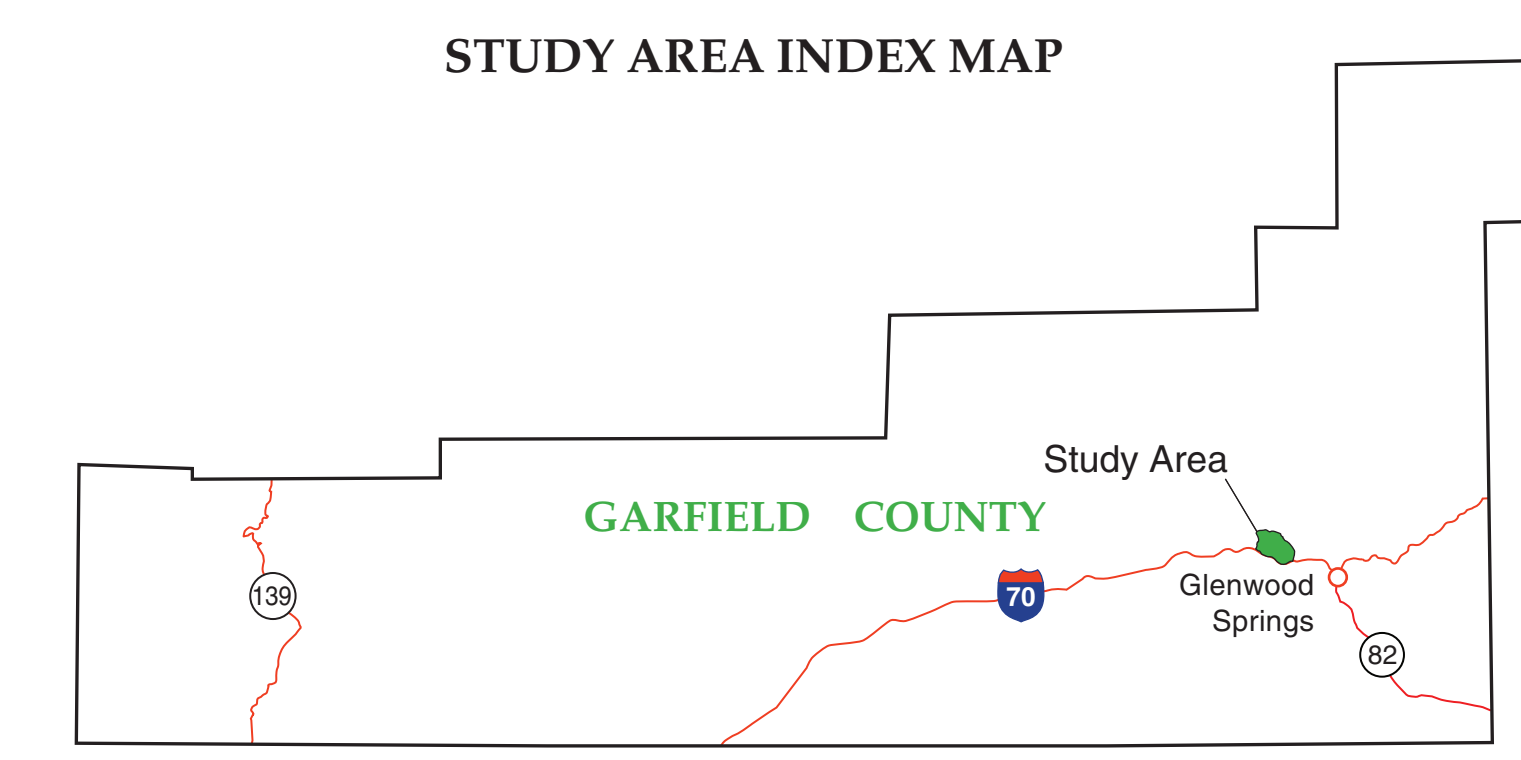 STUDY AREA INDEX MAP
Study Area
GARFIELD COUNTY
139
70
Glenwood
Springs
82